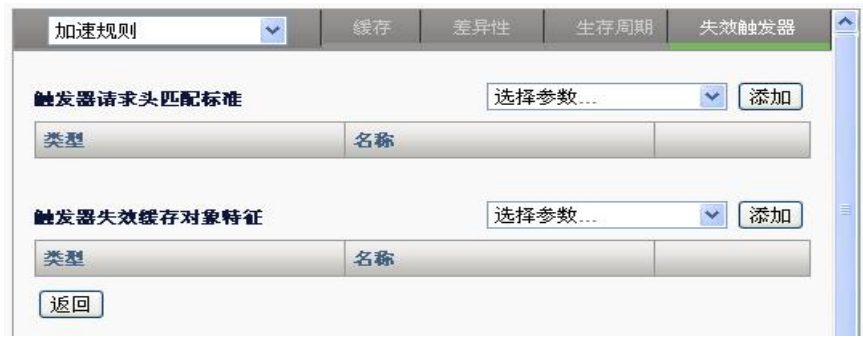 加速规则 缓存 差异性 生存周期 失效触发器
触发器请求头匹配标准 选择参数... 添加
类型 名称
触发器失效缓存对象特征 选择参数... 添加
类型 名称
返回